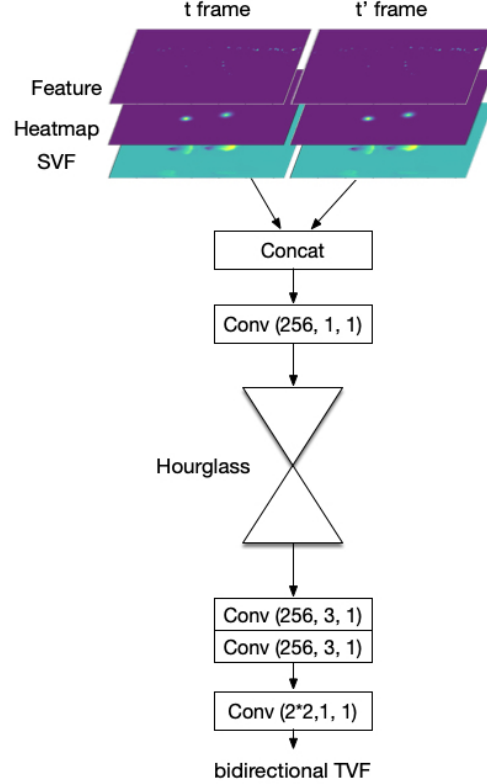 t frame
t' frame
Feature
Heatmap
SVF
Concat
Conv (256, 1, 1)
Hourglass
Conv (256, 3, 1)
Conv (256, 3, 1)
Conv (2*2,1, 1)
bidirectional TVF